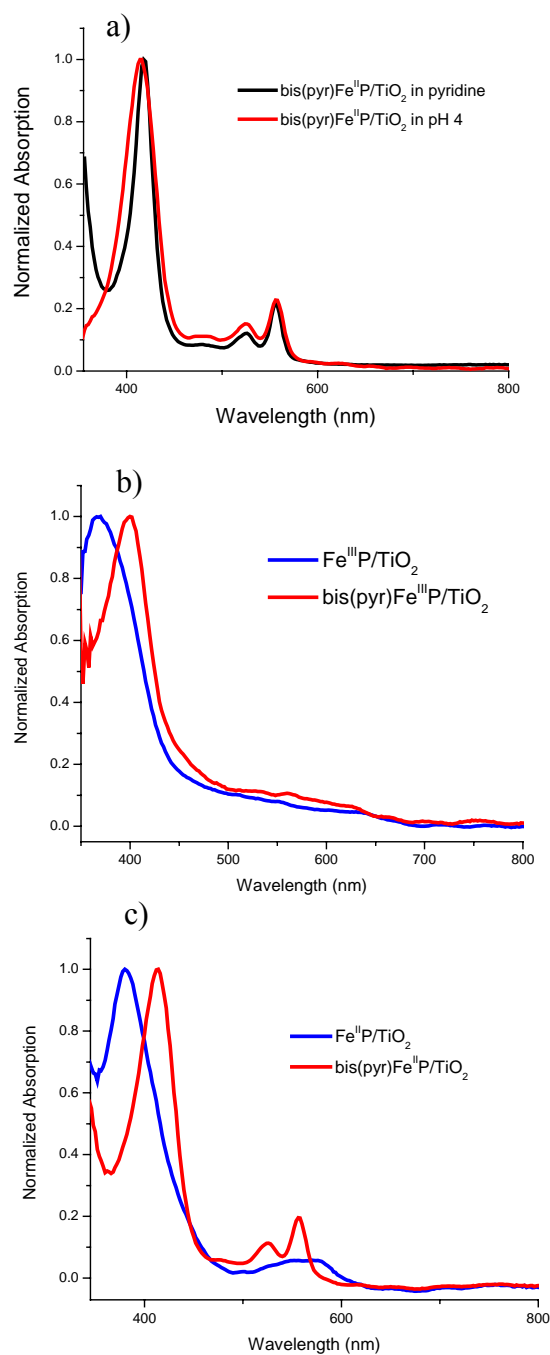 a)
bis(pyr)Fe^II P/TiO₂ in pyridine
bis(pyr)Fe^II P/TiO₂ in pH 4
Normalized Absorption
1.0
0.8
0.6
0.4
0.2
0.0
400 600 800
Wavelength (nm)
b)
Fe^III P/TiO₂
bis(pyr)Fe^III P/TiO₂
Normalized Absorption
1.0
0.8
0.6
0.4
0.2
0.0
400 500 600 700 800
Wavelength (nm)
c)
Fe^II P/TiO₂
bis(pyr)Fe^II P/TiO₂
Normalized Absorption
1.0
0.8
0.6
0.4
0.2
0.0
400 600 800
Wavelength (nm)